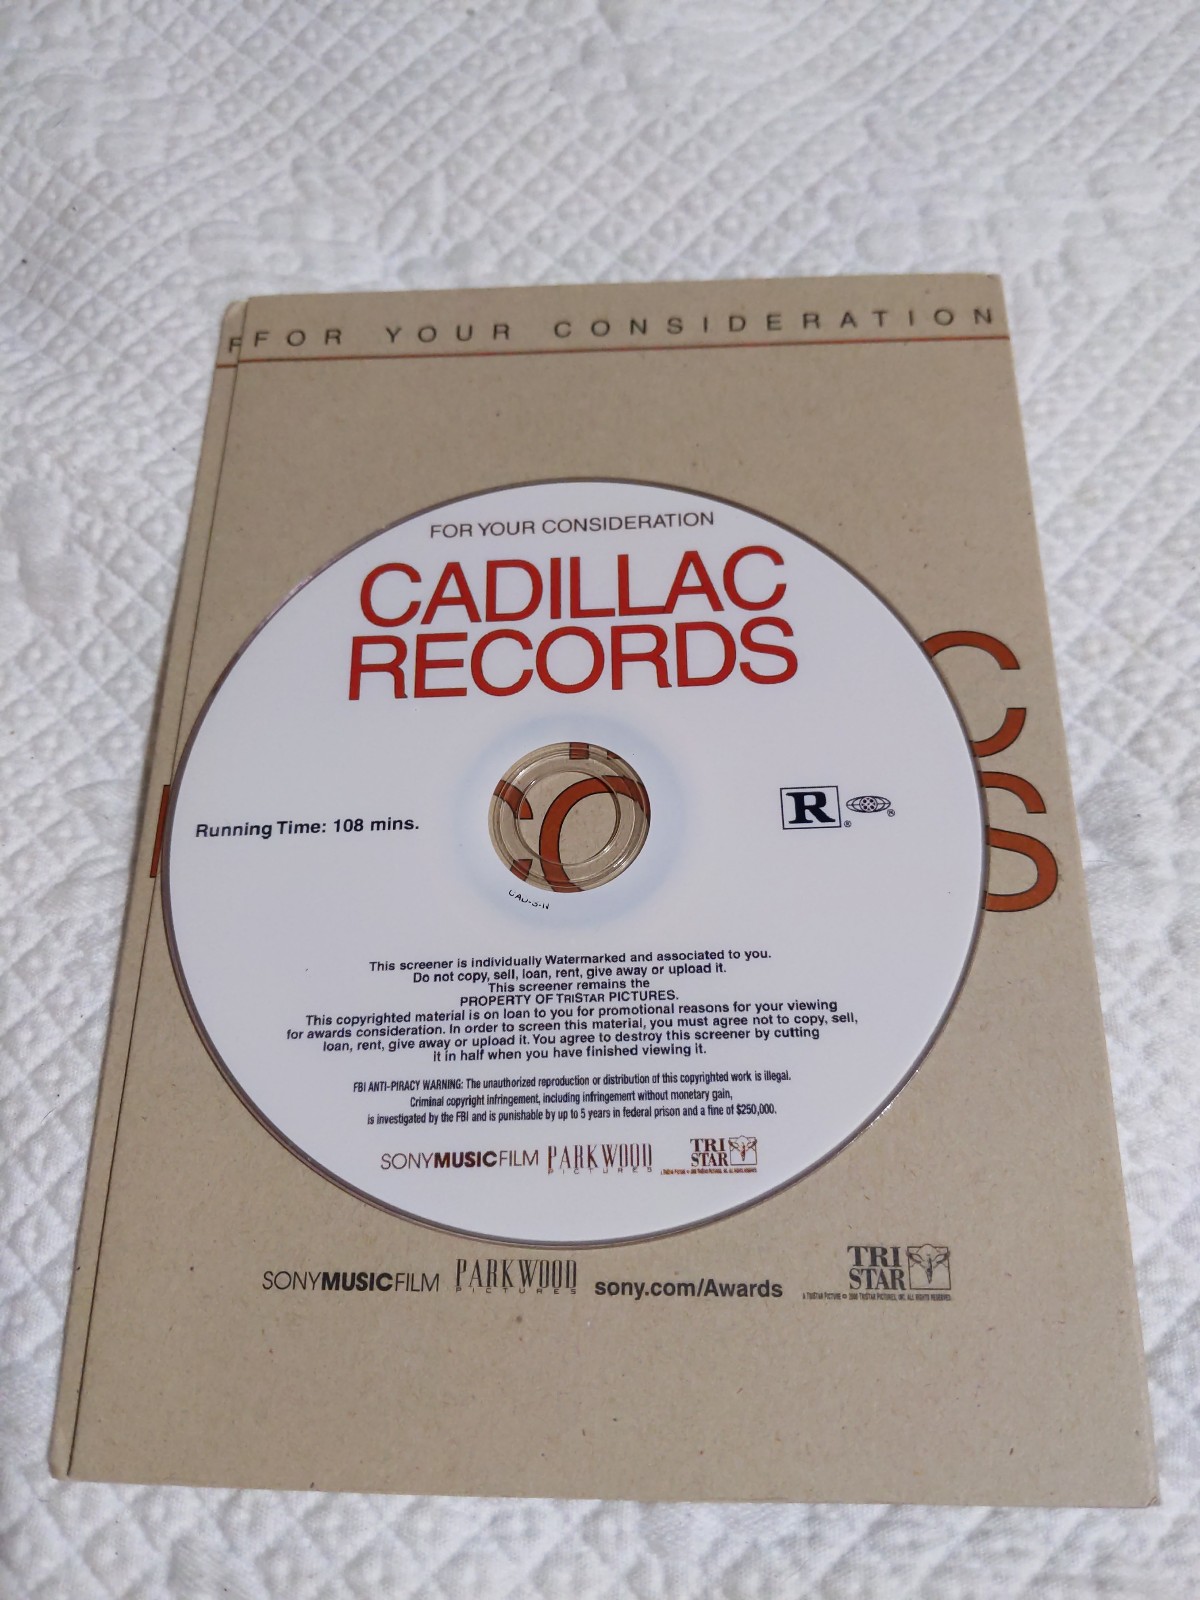 FOR YOUR CONSIDERATION
FOR YOUR CONSIDERATION
CADILLAC
RECORDS
C
S
Running Time: 108 mins.
R
This screener is individually Watermarked and associated to you.
Do not copy, sell, loan, rent, give away or upload it.
This screener remains the
PROPERTY OF TRISTAR PICTURES.
This copyrighted material is on loan to you for promotional reasons for your viewing
for awards consideration. In order to screen this material, you must agree not to copy, sell,
loan, rent, give away or upload it. You agree to destroy this screener by cutting
it in half when you have finished viewing it.
FBI ANTI-PIRACY WARNING: The unauthorized reproduction or distribution of this copyrighted work is illegal.
Criminal copyright infringement, including infringement without monetary gain,
is investigated by the FBI and is punishable by up to 5 years in federal prison and a fine of $250,000.
SONYMUSICFILM PARKWOOD PICTURES TRI STAR
SONYMUSICFILM PARKWOOD PICTURES sony.com/Awards TRI STAR